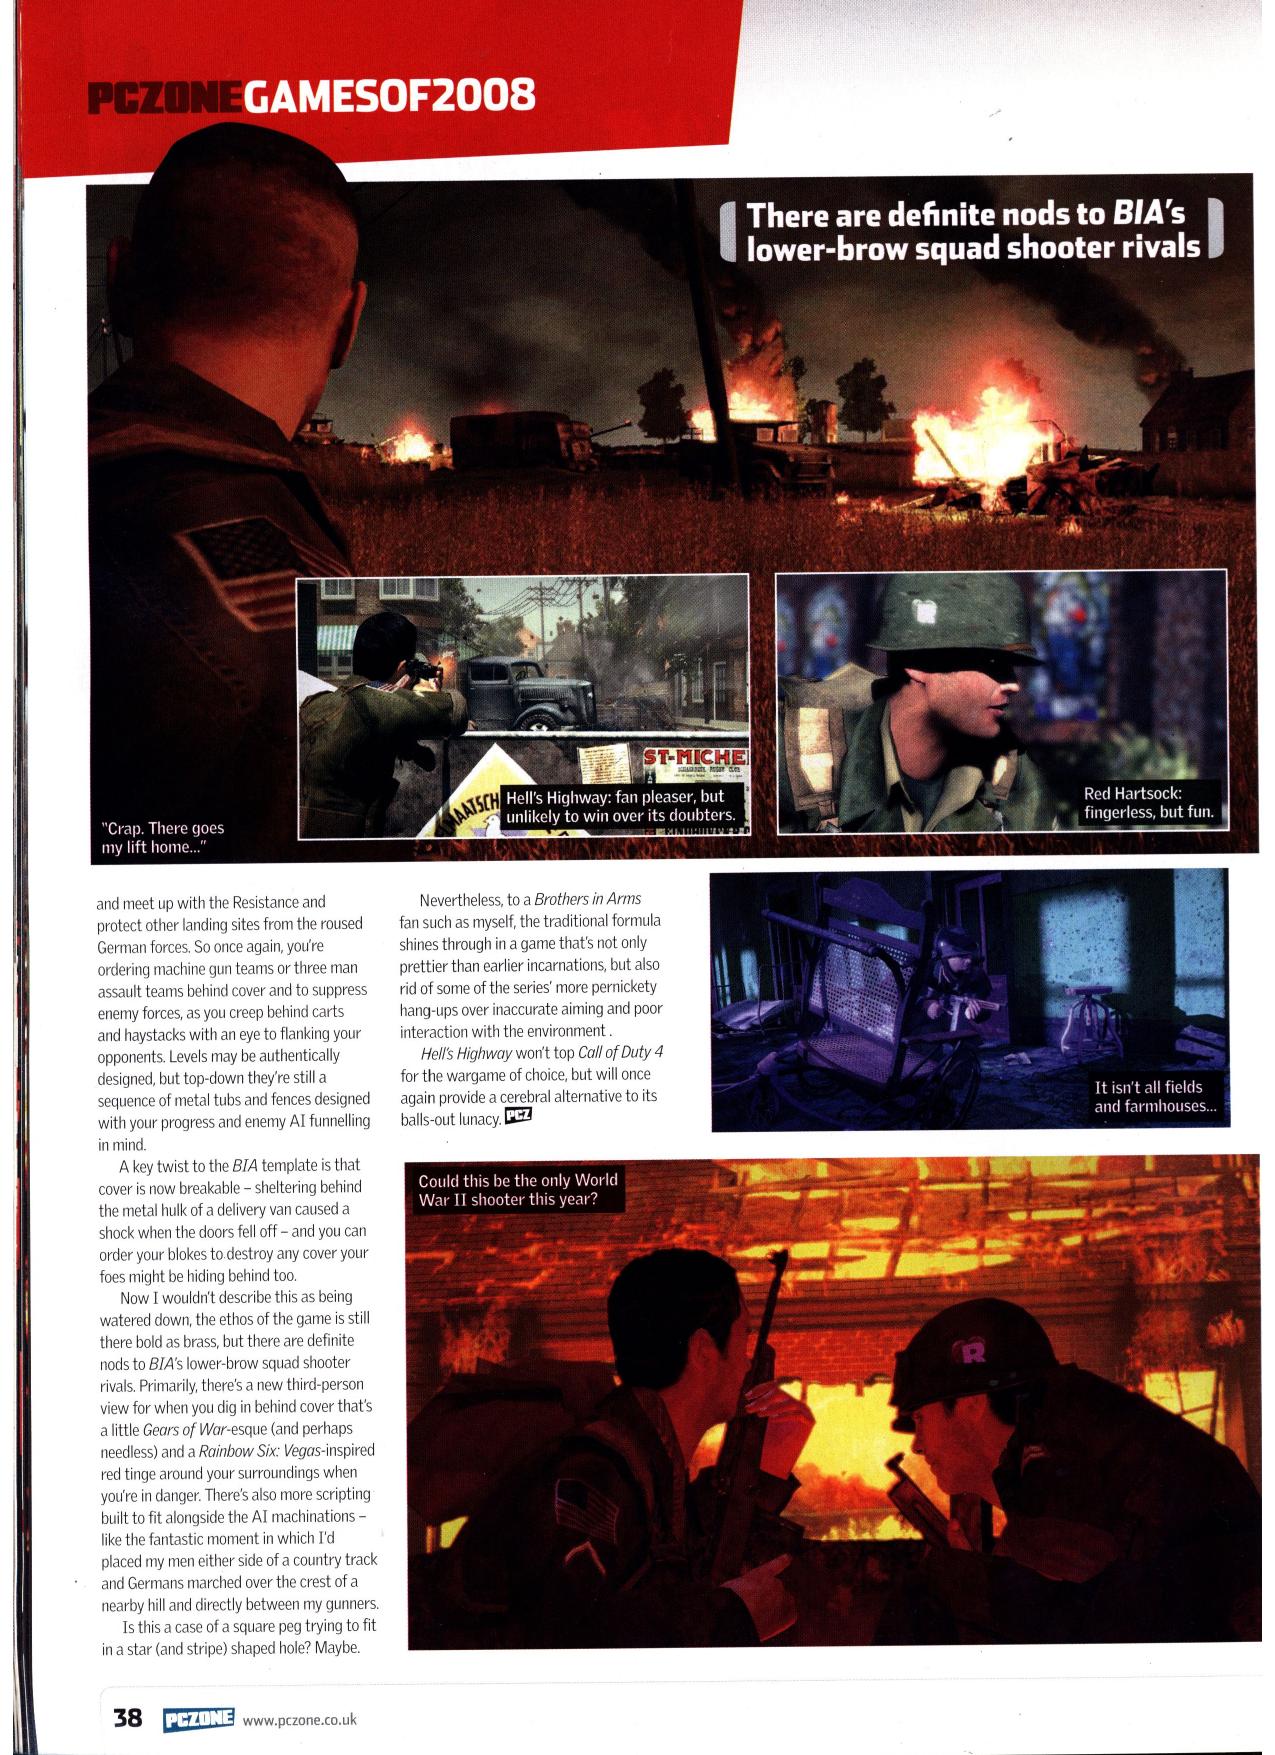 PCZONEGAMESOF2008
There are definite nods to BIA's
lower-brow squad shooter rivals
ST-MICHE
MAATSCH
Hell's Highway: fan pleaser, but
unlikely to win over its doubters.
Red Hartsock:
fingerless, but fun.
"Crap. There goes
my lift home..."
and meet up with the Resistance and
protect other landing sites from the roused
German forces. So once again, you're
ordering machine gun teams or three man
assault teams behind cover and to suppress
enemy forces, as you creep behind carts
and haystacks with an eye to flanking your
opponents. Levels may be authentically
designed, but top-down they're still a
sequence of metal tubs and fences designed
with your progress and enemy AI funnelling
in mind.
A key twist to the BIA template is that
cover is now breakable – sheltering behind
the metal hulk of a delivery van caused a
shock when the doors fell off – and you can
order your blokes to destroy any cover your
foes might be hiding behind too.
Now I wouldn't describe this as being
watered down, the ethos of the game is still
there bold as brass, but there are definite
nods to BIA's lower-brow squad shooter
rivals. Primarily, there's a new third-person
view for when you dig in behind cover that's
a little Gears of War-esque (and perhaps
needless) and a Rainbow Six: Vegas-inspired
red tinge around your surroundings when
you're in danger. There's also more scripting
built to fit alongside the AI machinations –
like the fantastic moment in which I'd
placed my men either side of a country track
and Germans marched over the crest of a
nearby hill and directly between my gunners.
Is this a case of a square peg trying to fit
in a star (and stripe) shaped hole? Maybe.
Nevertheless, to a Brothers in Arms
fan such as myself, the traditional formula
shines through in a game that's not only
prettier than earlier incarnations, but also
rid of some of the series' more pernickety
hang-ups over inaccurate aiming and poor
interaction with the environment .
Hell's Highway won't top Call of Duty 4
for the wargame of choice, but will once
again provide a cerebral alternative to its
balls-out lunacy. PCZ
It isn't all fields
and farmhouses...
Could this be the only World
War II shooter this year?
R
38 PCZONE www.pczone.co.uk